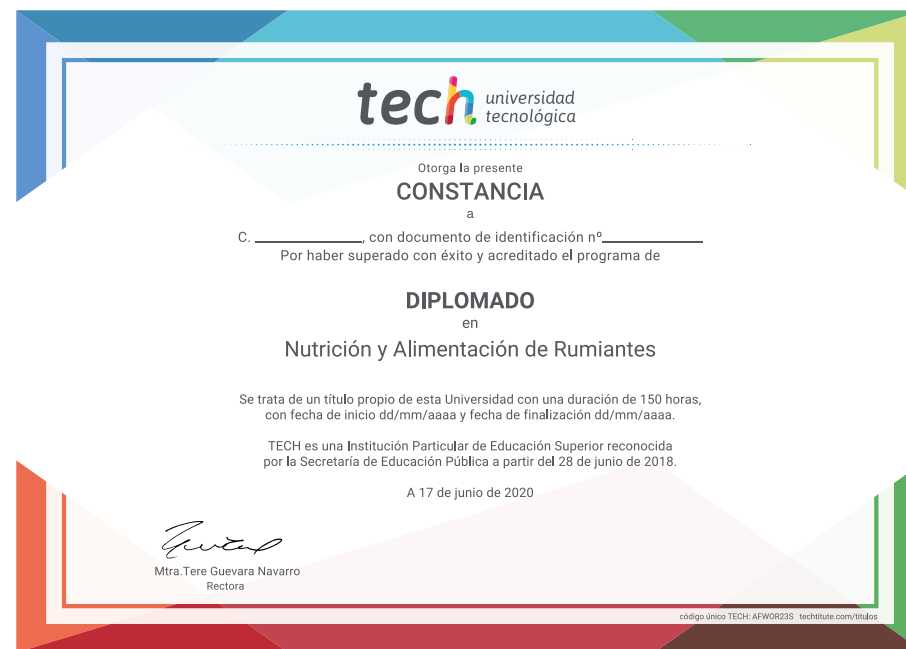 tech universidad
tecnológica
Otorga la presente
CONSTANCIA
a
C. ______________, con documento de identificación nº_____________
Por haber superado con éxito y acreditado el programa de
DIPLOMADO
en
Nutrición y Alimentación de Rumiantes
Se trata de un título propio de esta Universidad con una duración de 150 horas,
con fecha de inicio dd/mm/aaaa y fecha de finalización dd/mm/aaaa.
TECH es una Institución Particular de Educación Superior reconocida
por la Secretaría de Educación Pública a partir del 28 de junio de 2018.
A 17 de junio de 2020
Mtra.Tere Guevara Navarro
Rectora
código único TECH: AFWOR23S techtitute.com/titulos